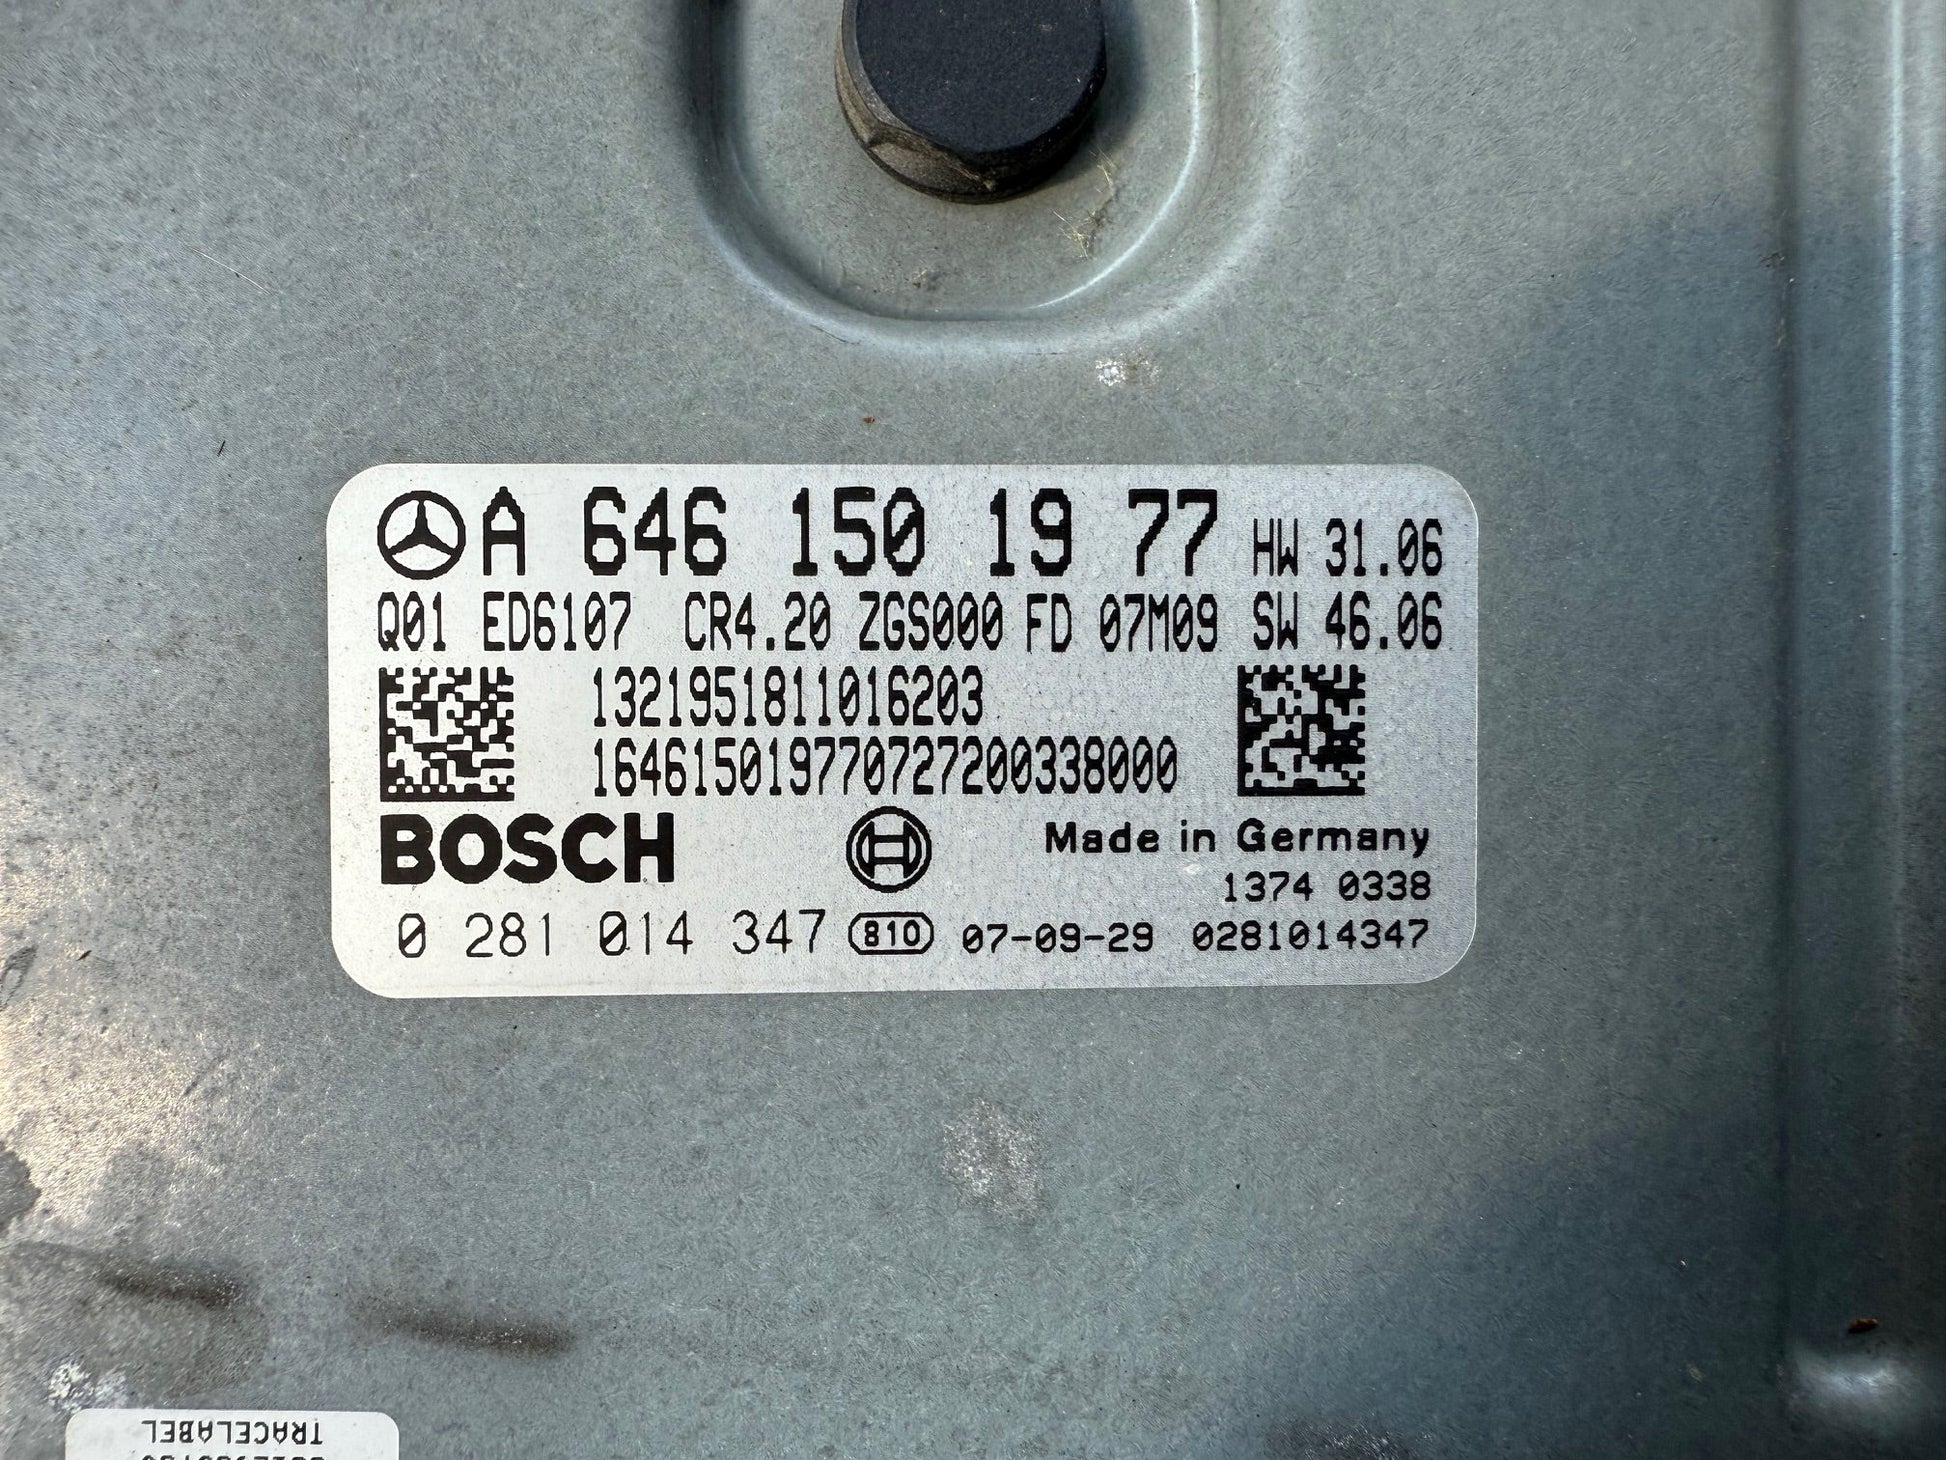 A 646 150 19 77 HW 31.06
Q01 ED6107 CR4.20 ZGS000 FD 07M09 SW 46.06
1321951811016203
164615019770727200338000
BOSCH Made in Germany
1374 0338
0 281 014 347 810 07-09-29 0281014347
TRACELABEL